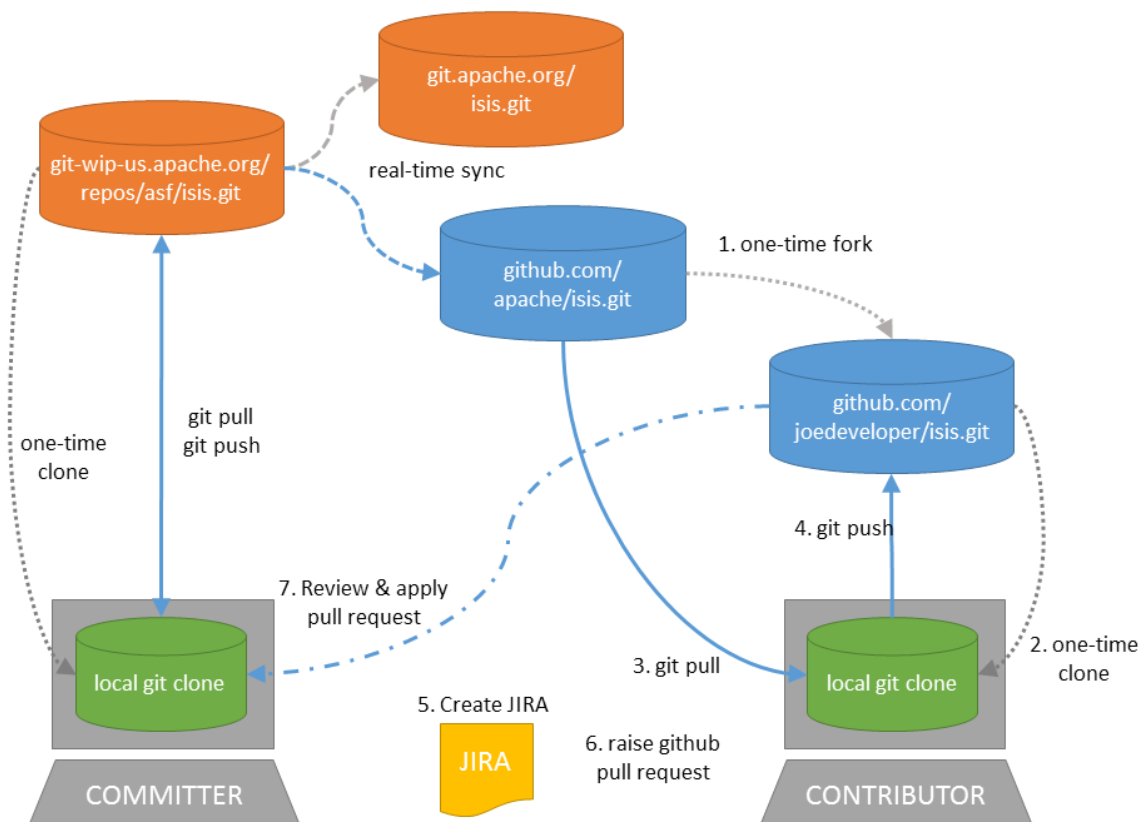 git.apache.org/
isis.git
git-wip-us.apache.org/
repos/asf/isis.git
real-time sync
1. one-time fork
github.com/
apache/isis.git
github.com/
joedeveloper/isis.git
git pull
git push
one-time
clone
4. git push
7. Review & apply
pull request
2. one-time
clone
3. git pull
local git clone
local git clone
5. Create JIRA
6. raise github
pull request
JIRA
COMMITTER
CONTRIBUTOR